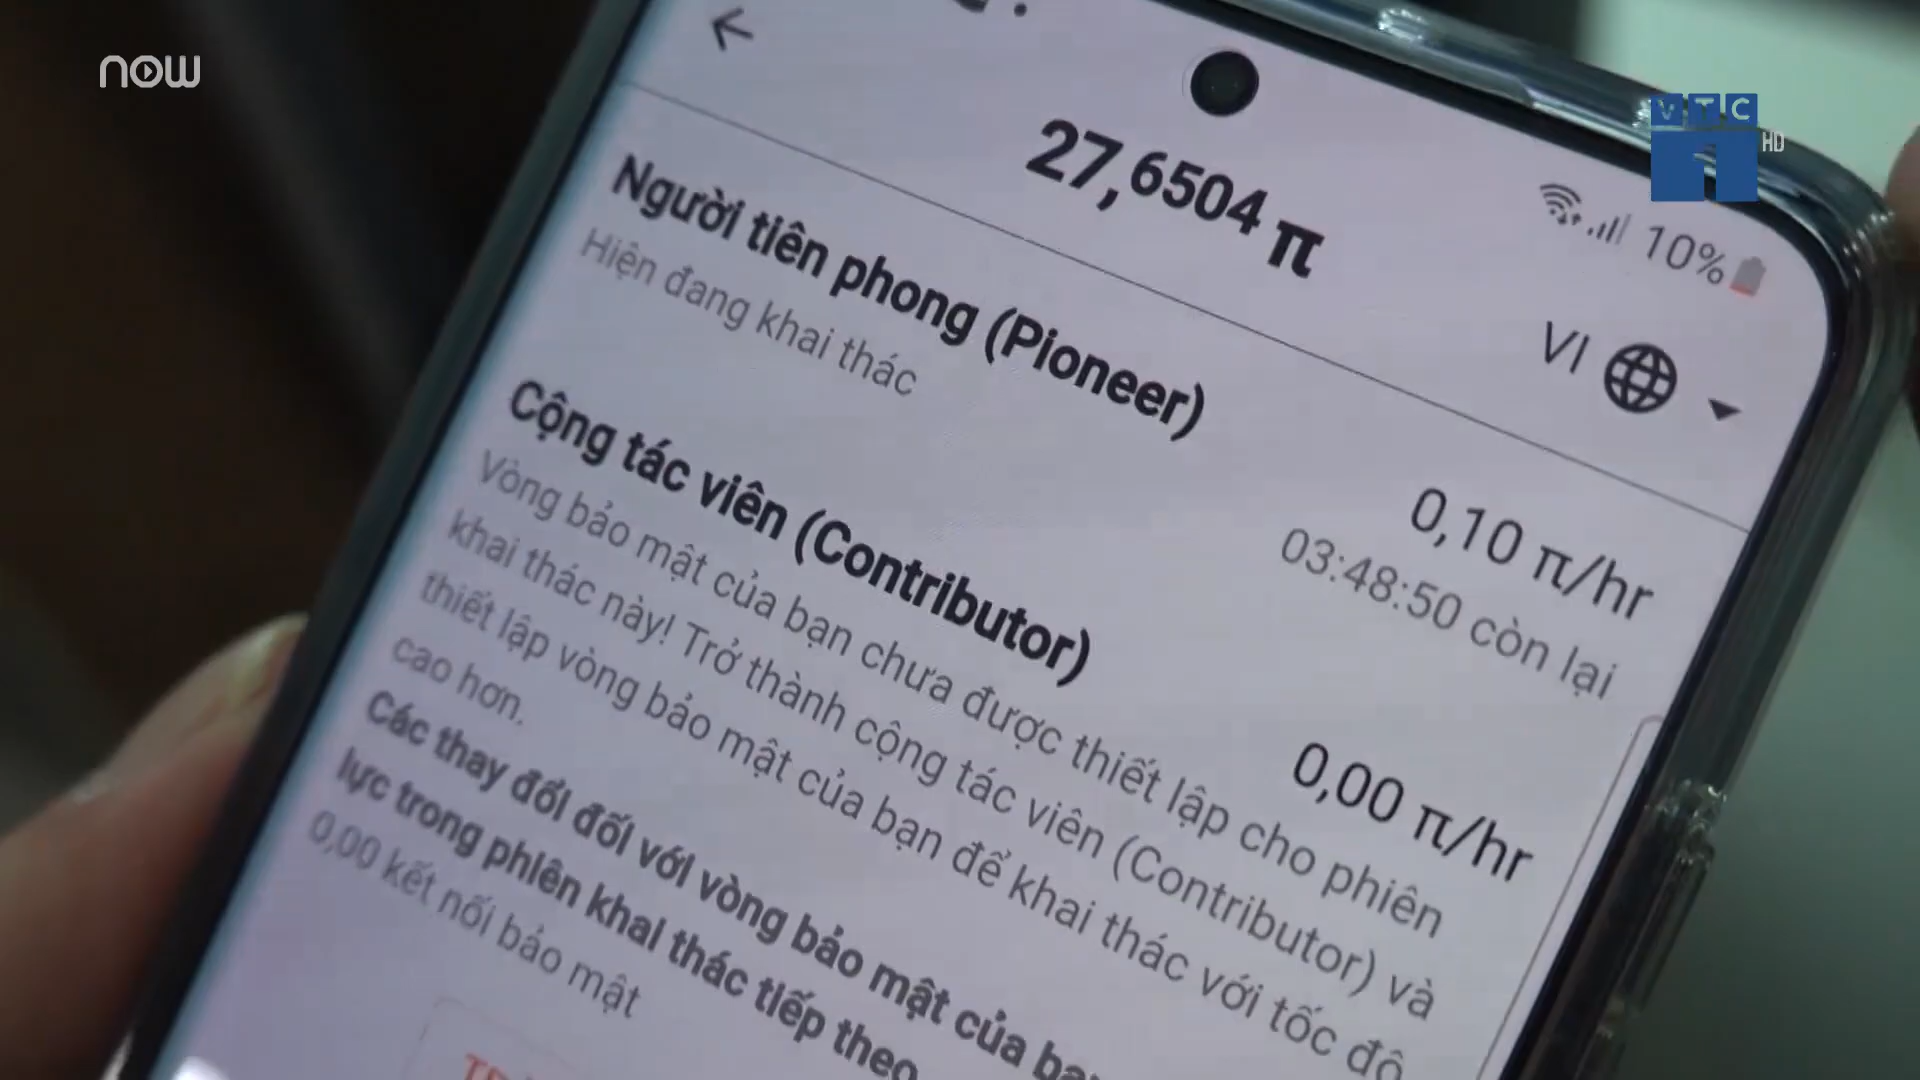 now
VTC
1 HD
10%
27,6504 π
VI
Người tiên phong (Pioneer)
0,10 π/hr
Hiện đang khai thác
03:48:50 còn lại
Cộng tác viên (Contributor)
0,00 π/hr
Vòng bảo mật của bạn chưa được thiết lập cho phiên
khai thác này! Trở thành cộng tác viên (Contributor) và
thiết lập vòng bảo mật của bạn để khai thác với tốc độ
cao hơn.
Các thay đổi đối với vòng bảo mật của
lực trong phiên khai thác tiếp theo
0,00 kết nối bảo mật